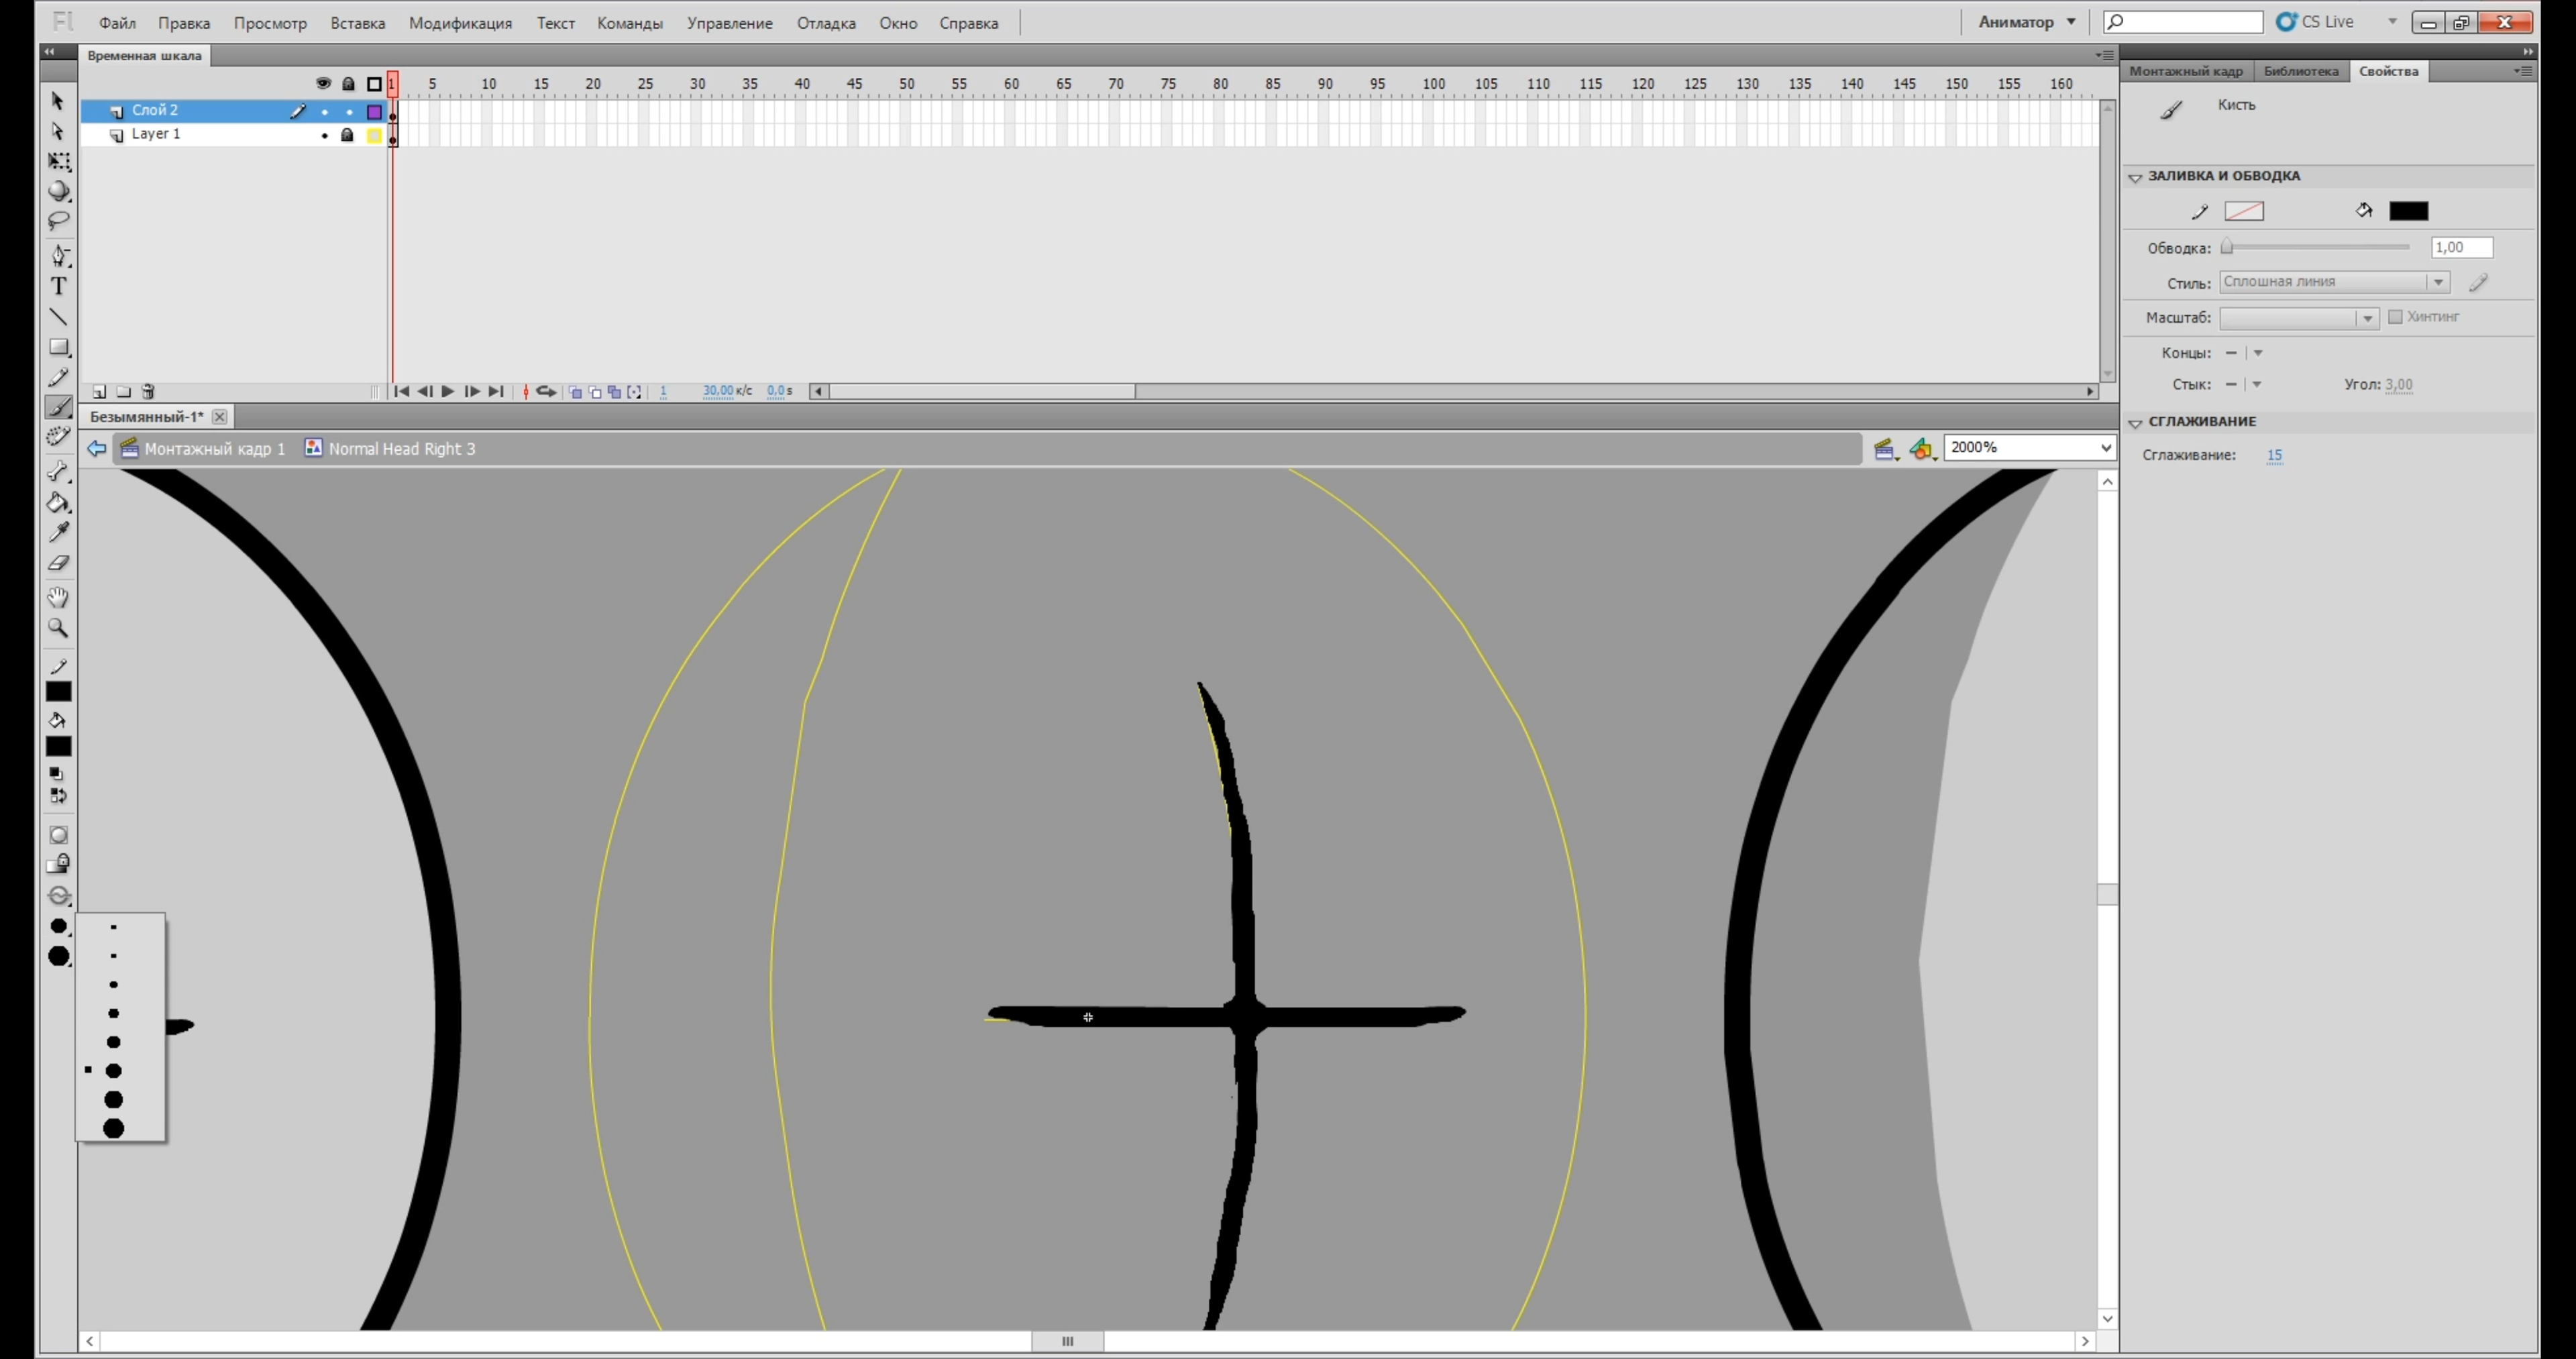 Fl Файл Правка Просмотр Вставка Модификация Текст Команды Управление Отладка Окно Справка Аниматор CS Live
Временная шкала
1 5 10 15 20 25 30 35 40 45 50 55 60 65 70 75 80 85 90 95 100 105 110 115 120 125 130 135 140 145 150 155 160
Слой 2
Layer 1
1 30,00 к/с 0,0 s
Безымянный-1*
Монтажный кадр 1 Normal Head Right 3 2000%
T
Монтажный кадр Библиотека Свойства
Кисть
ЗАЛИВКА И ОБВОДКА
Обводка: 1,00
Стиль: Сплошная линия
Масштаб: Хинтинг
Концы:
Стык: Угол: 3,00
СГЛАЖИВАНИЕ
Сглаживание: 15